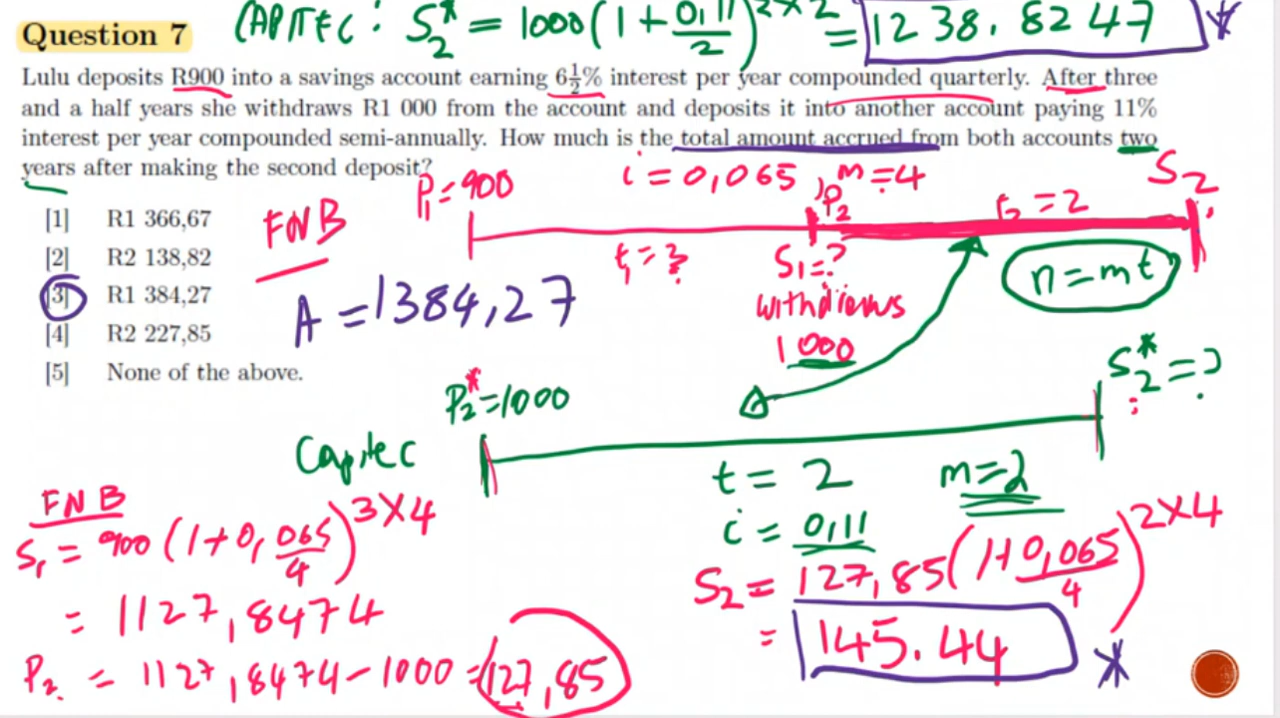 CAPITEC : S₂* = 1000(1+0,11/2)^2×2 = 1238.8247 *
Question 7
Lulu deposits R900 into a savings account earning 6½% interest per year compounded quarterly. After three
and a half years she withdraws R1 000 from the account and deposits it into another account paying 11%
interest per year compounded semi-annually. How much is the total amount accrued from both accounts two
years after making the second deposit?
P₁=900
i=0,065, m=4
S₂
P₂
t₂=2
[1] R1 366,67
[2] R2 138,82
[3] R1 384,27
[4] R2 227,85
[5] None of the above.
FNB
A = 1384,27
t₁=?
S₁=?
withdraws
1000
n=mt
P₂*=1000
S₂*=?
Capitec
t = 2
m=2
i = 0,11
FNB
S₁ = 900(1+0,065/4)^3×4
= 1127,8474
P₂ = 1127,8474-1000=127,85
S₂ = 127,85(1+0,065/4)^2×4
= 145.44 *